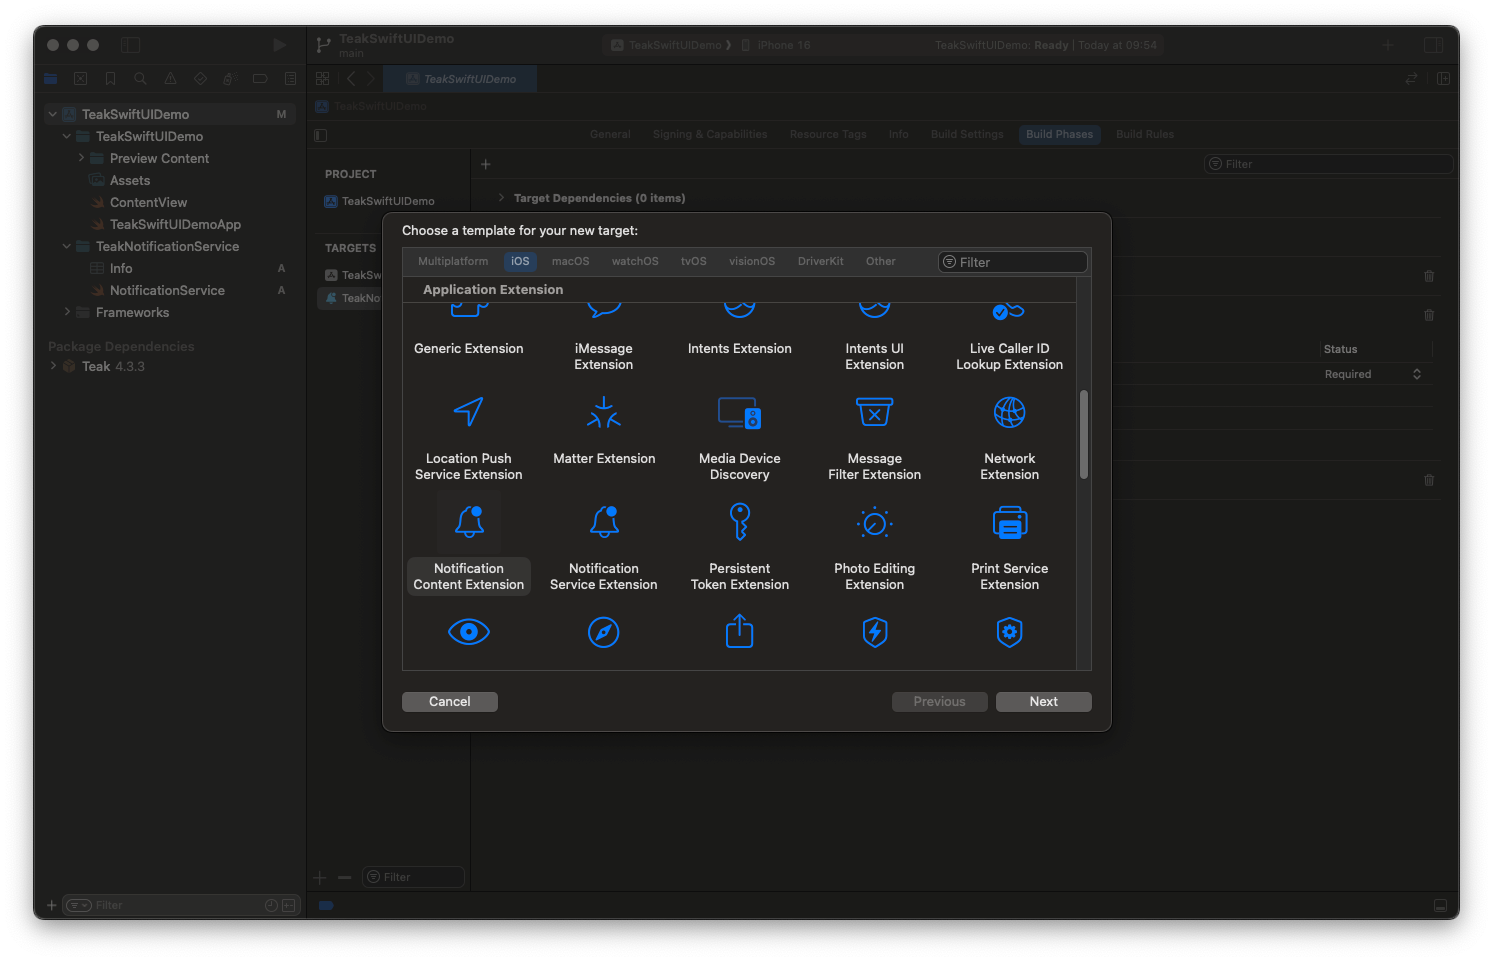 TeakSwiftUIDemo
main
TeakSwiftUIDemo
iPhone 16
TeakSwiftUIDemo: Ready | Today at 09:54
TeakSwiftUIDemo
TeakSwiftUIDemo
TeakSwiftUIDemo M
TeakSwiftUIDemo
Preview Content
Assets
ContentView
TeakSwiftUIDemoApp
TeakNotificationService
Info A
NotificationService A
Frameworks
Package Dependencies
Teak 4.3.3
Filter
General
Signing & Capabilities
Resource Tags
Info
Build Settings
Build Phases
Build Rules
PROJECT
TeakSwiftUIDemo
TARGETS
TeakSw
TeakNo
Filter
Filter
Target Dependencies (0 items)
Status
Required
Choose a template for your new target:
Multiplatform
iOS
macOS
watchOS
tvOS
visionOS
DriverKit
Other
Filter
Application Extension
Generic Extension
iMessage
Extension
Intents Extension
Intents UI
Extension
Live Caller ID
Lookup Extension
Location Push
Service Extension
Matter Extension
Media Device
Discovery
Message
Filter Extension
Network
Extension
Notification
Content Extension
Notification
Service Extension
Persistent
Token Extension
Photo Editing
Extension
Print Service
Extension
Cancel
Previous
Next